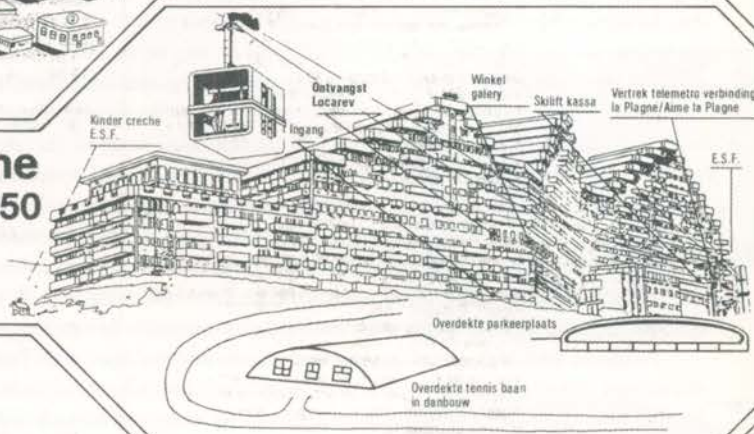 Kinder creche
E.S.F.
Ingang
Ontvangst
Locarev
Winkel
galery
Skilift kassa
Vertrek telemetro verbinding
la Plagne/Aime la Plagne
E.S.F.
ne
50
Overdekte parkeerplaats
Overdekte tennis baan
in danbouw